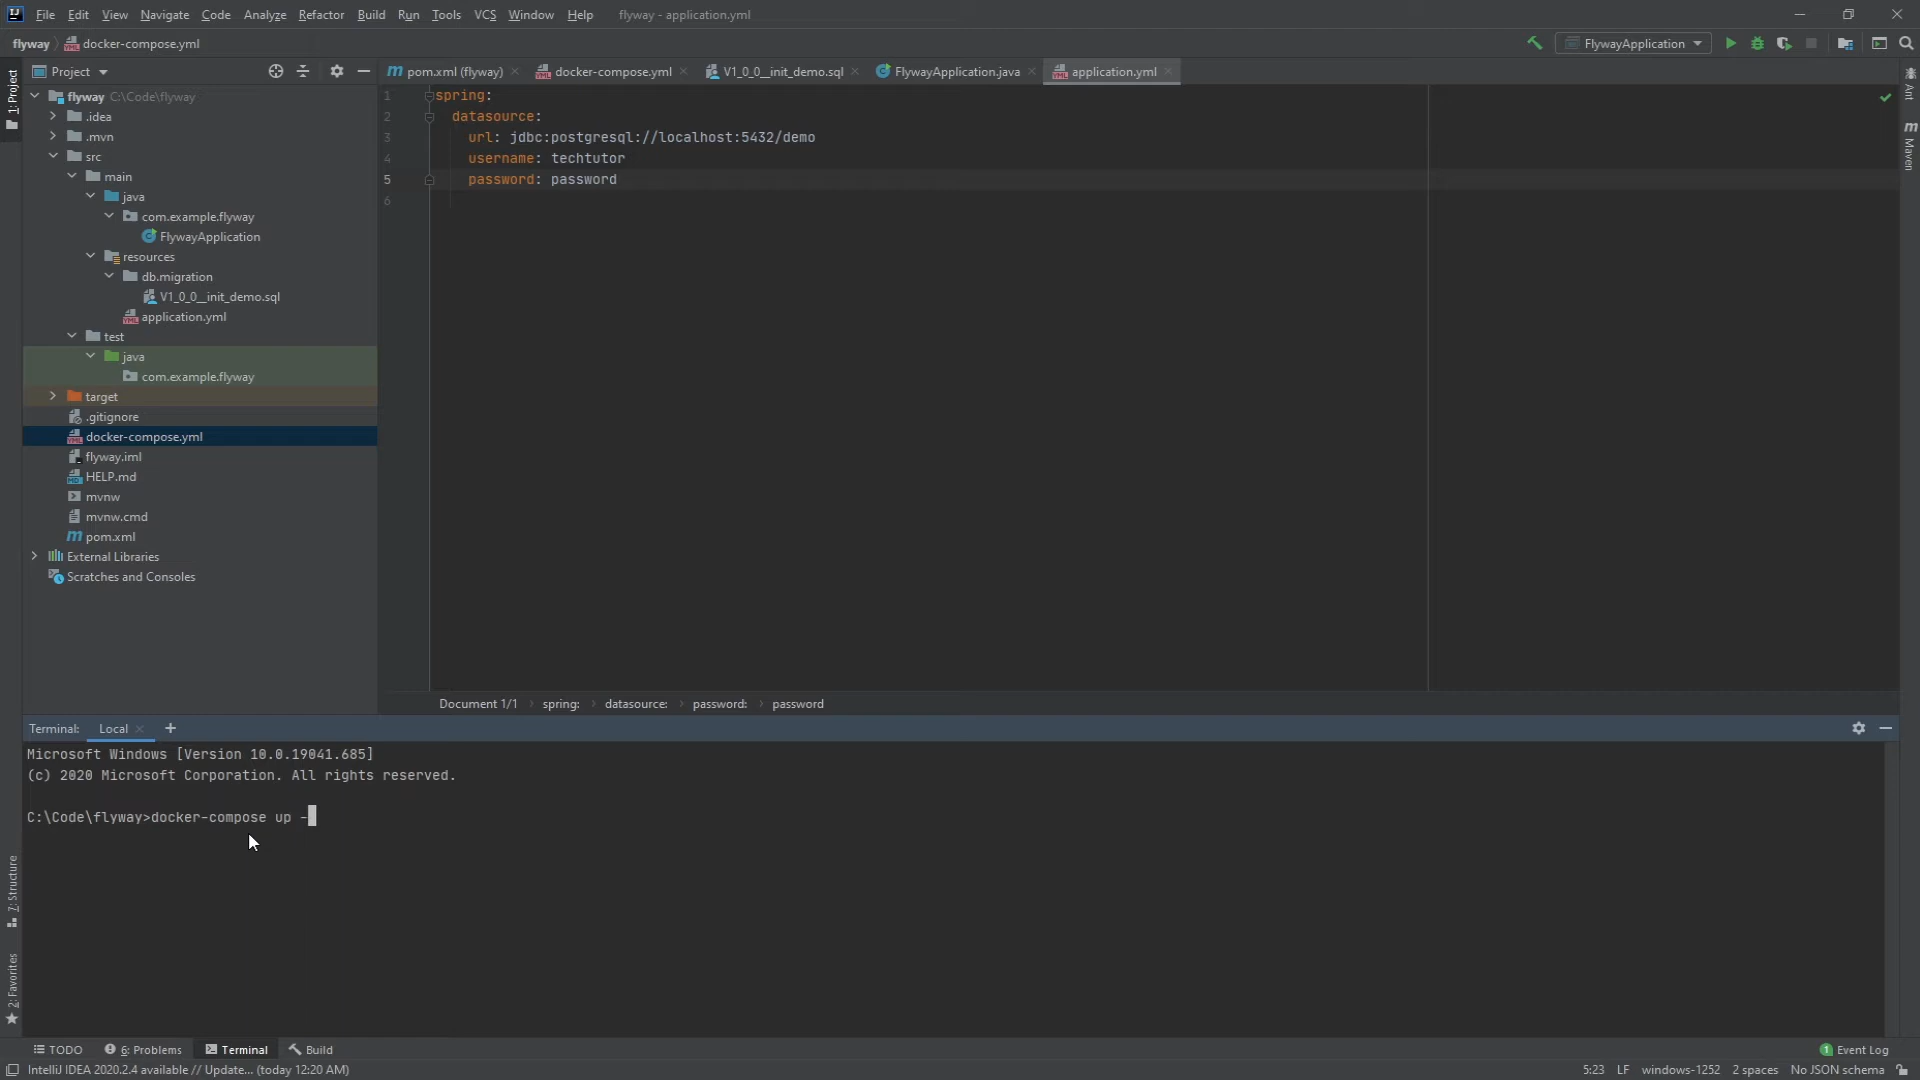 File Edit View Navigate Code Analyze Refactor Build Run Tools VCS Window Help flyway - application.yml
flyway docker-compose.yml FlywayApplication
Project pom.xml (flyway) docker-compose.yml V1_0_0__init_demo.sql FlywayApplication.java application.yml
1: Project
flyway C:\Code\flyway
.idea
.mvn
src
main
java
com.example.flyway
FlywayApplication
resources
db.migration
V1_0_0__init_demo.sql
application.yml
test
java
com.example.flyway
target
.gitignore
docker-compose.yml
flyway.iml
HELP.md
mvnw
mvnw.cmd
pom.xml
External Libraries
Scratches and Consoles
1 spring:
2 datasource:
3 url: jdbc:postgresql://localhost:5432/demo
4 username: techtutor
5 password: password
6
Ant
Maven
Document 1/1 spring: datasource: password: password
Terminal: Local
Microsoft Windows [Version 10.0.19041.685]
(c) 2020 Microsoft Corporation. All rights reserved.
C:\Code\flyway>docker-compose up -
7: Structure
2: Favorites
TODO 6: Problems Terminal Build 1 Event Log
IntelliJ IDEA 2020.2.4 available // Update... (today 12:20 AM) 5:23 LF windows-1252 2 spaces No JSON schema